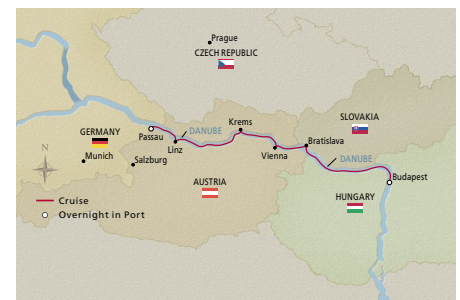 Prague
CZECH REPUBLIC
SLOVAKIA
Krems
GERMANY
Passau
DANUBE
Linz
Bratislava
Munich
Salzburg
Vienna
DANUBE
Budapest
N
AUSTRIA
HUNGARY
Cruise
Overnight in Port